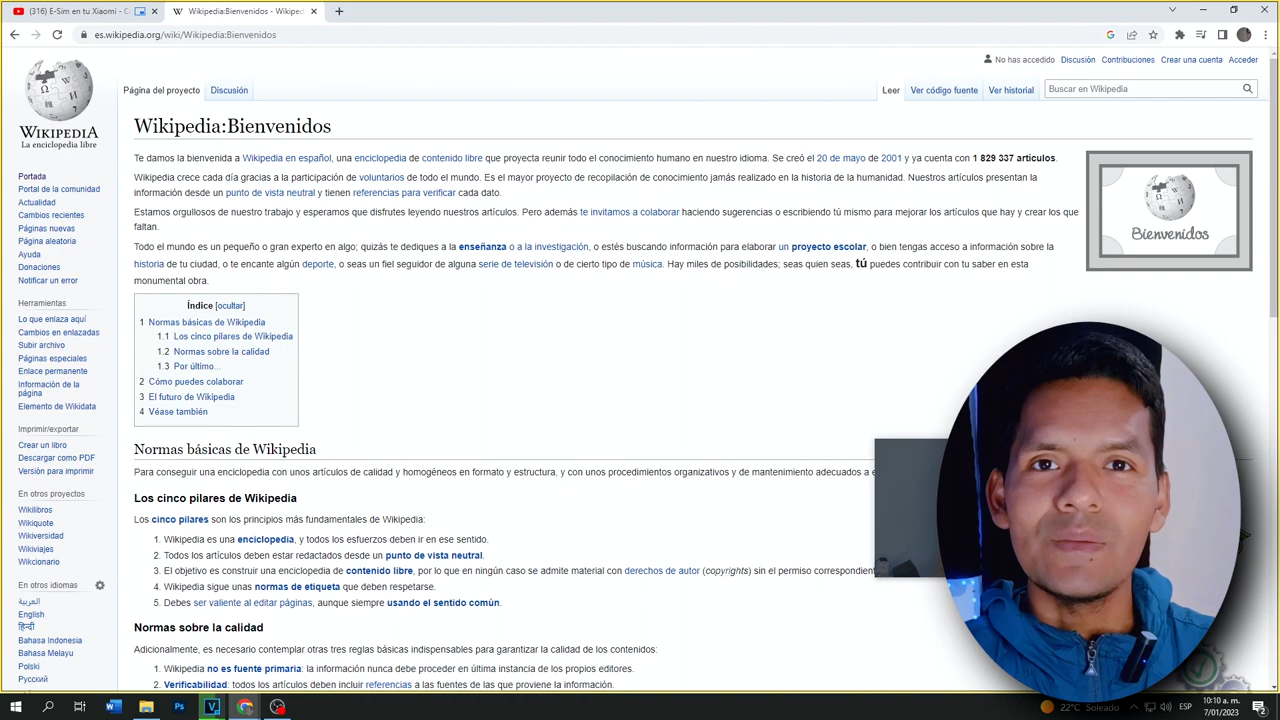 (316) E-Sim en tu Xiaomi - C
Wikipedia:Bienvenidos - Wikiped
es.wikipedia.org/wiki/Wikipedia:Bienvenidos
No has accedido Discusión Contribuciones Crear una cuenta Acceder
Página del proyecto Discusión Leer Ver código fuente Ver historial Buscar en Wikipedia
WIKIPEDIA
La enciclopedia libre
Portada
Portal de la comunidad
Actualidad
Cambios recientes
Páginas nuevas
Página aleatoria
Ayuda
Donaciones
Notificar un error
Herramientas
Lo que enlaza aquí
Cambios en enlazadas
Subir archivo
Páginas especiales
Enlace permanente
Información de la
página
Elemento de Wikidata
Imprimir/exportar
Crear un libro
Descargar como PDF
Versión para imprimir
En otros proyectos
Wikilibros
Wikiquote
Wikiversidad
Wikiviajes
Wikcionario
En otros idiomas
العربية
English
हिन्दी
Bahasa Indonesia
Bahasa Melayu
Polski
Русский
Wikipedia:Bienvenidos
Te damos la bienvenida a Wikipedia en español, una enciclopedia de contenido libre que proyecta reunir todo el conocimiento humano en nuestro idioma. Se creó el 20 de mayo de 2001 y ya cuenta con 1 829 337 artículos.
Wikipedia crece cada día gracias a la participación de voluntarios de todo el mundo. Es el mayor proyecto de recopilación de conocimiento jamás realizado en la historia de la humanidad. Nuestros artículos presentan la
información desde un punto de vista neutral y tienen referencias para verificar cada dato.
Estamos orgullosos de nuestro trabajo y esperamos que disfrutes leyendo nuestros artículos. Pero además te invitamos a colaborar haciendo sugerencias o escribiendo tú mismo para mejorar los artículos que hay y crear los que
faltan.
Todo el mundo es un pequeño o gran experto en algo; quizás te dediques a la enseñanza o a la investigación, o estés buscando información para elaborar un proyecto escolar, o bien tengas acceso a información sobre la
historia de tu ciudad, o te encante algún deporte, o seas un fiel seguidor de alguna serie de televisión o de cierto tipo de música. Hay miles de posibilidades; seas quien seas, tú puedes contribuir con tu saber en esta
monumental obra.
Bienvenidos
Índice [ocultar]
1 Normas básicas de Wikipedia
1.1 Los cinco pilares de Wikipedia
1.2 Normas sobre la calidad
1.3 Por último...
2 Cómo puedes colaborar
3 El futuro de Wikipedia
4 Véase también
Normas básicas de Wikipedia
Para conseguir una enciclopedia con unos artículos de calidad y homogéneos en formato y estructura, y con unos procedimientos organizativos y de mantenimiento adecuados a
Los cinco pilares de Wikipedia
Los cinco pilares son los principios más fundamentales de Wikipedia:
1. Wikipedia es una enciclopedia, y todos los esfuerzos deben ir en ese sentido.
2. Todos los artículos deben estar redactados desde un punto de vista neutral.
3. El objetivo es construir una enciclopedia de contenido libre, por lo que en ningún caso se admite material con derechos de autor (copyrights) sin el permiso correspondient
4. Wikipedia sigue unas normas de etiqueta que deben respetarse.
5. Debes ser valiente al editar páginas, aunque siempre usando el sentido común.
Normas sobre la calidad
Adicionalmente, es necesario contemplar otras tres reglas básicas indispensables para garantizar la calidad de los contenidos:
1. Wikipedia no es fuente primaria: la información nunca debe proceder en última instancia de los propios editores.
2. Verificabilidad: todos los artículos deben incluir referencias a las fuentes de las que proviene la información.
22°C Soleado ESP 10:10 a. m.
7/01/2023